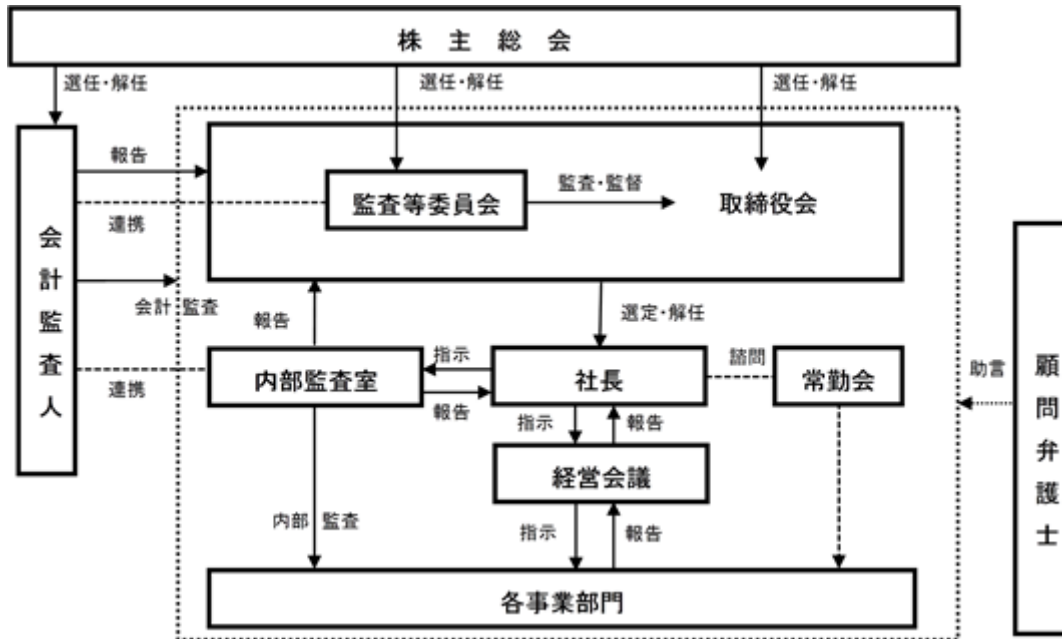 株主総会
選任・解任
選任・解任
選任・解任
報告
監査等委員会
監査・監督
取締役会
連携
会計監査人
会計監査
報告
選定・解任
内部監査室
指示
報告
社長
諮問
常勤会
助言
顧問弁護士
連携
指示
報告
経営会議
内部監査
指示
報告
各事業部門